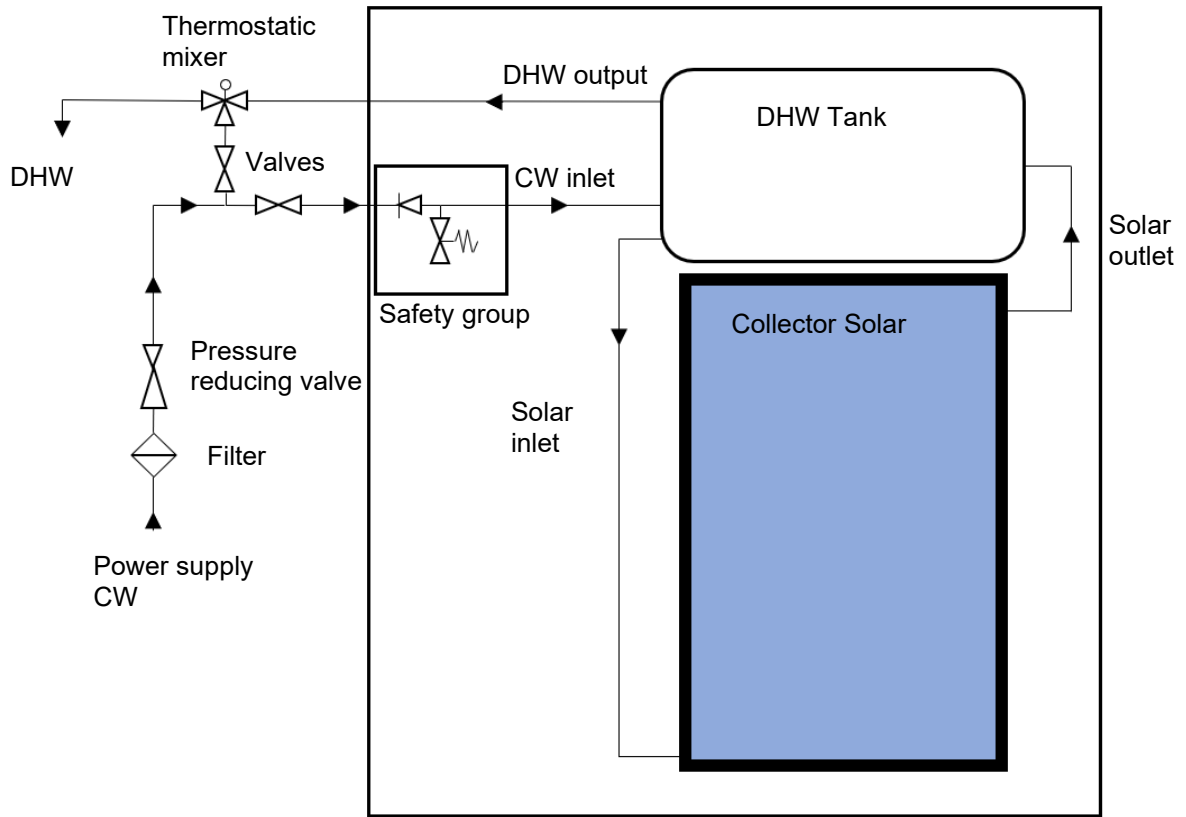 Thermostatic
mixer
DHW output
DHW Tank
DHW
Valves
CW inlet
Solar
outlet
Safety group
Collector Solar
Pressure
reducing valve
Solar
inlet
Filter
Power supply
CW